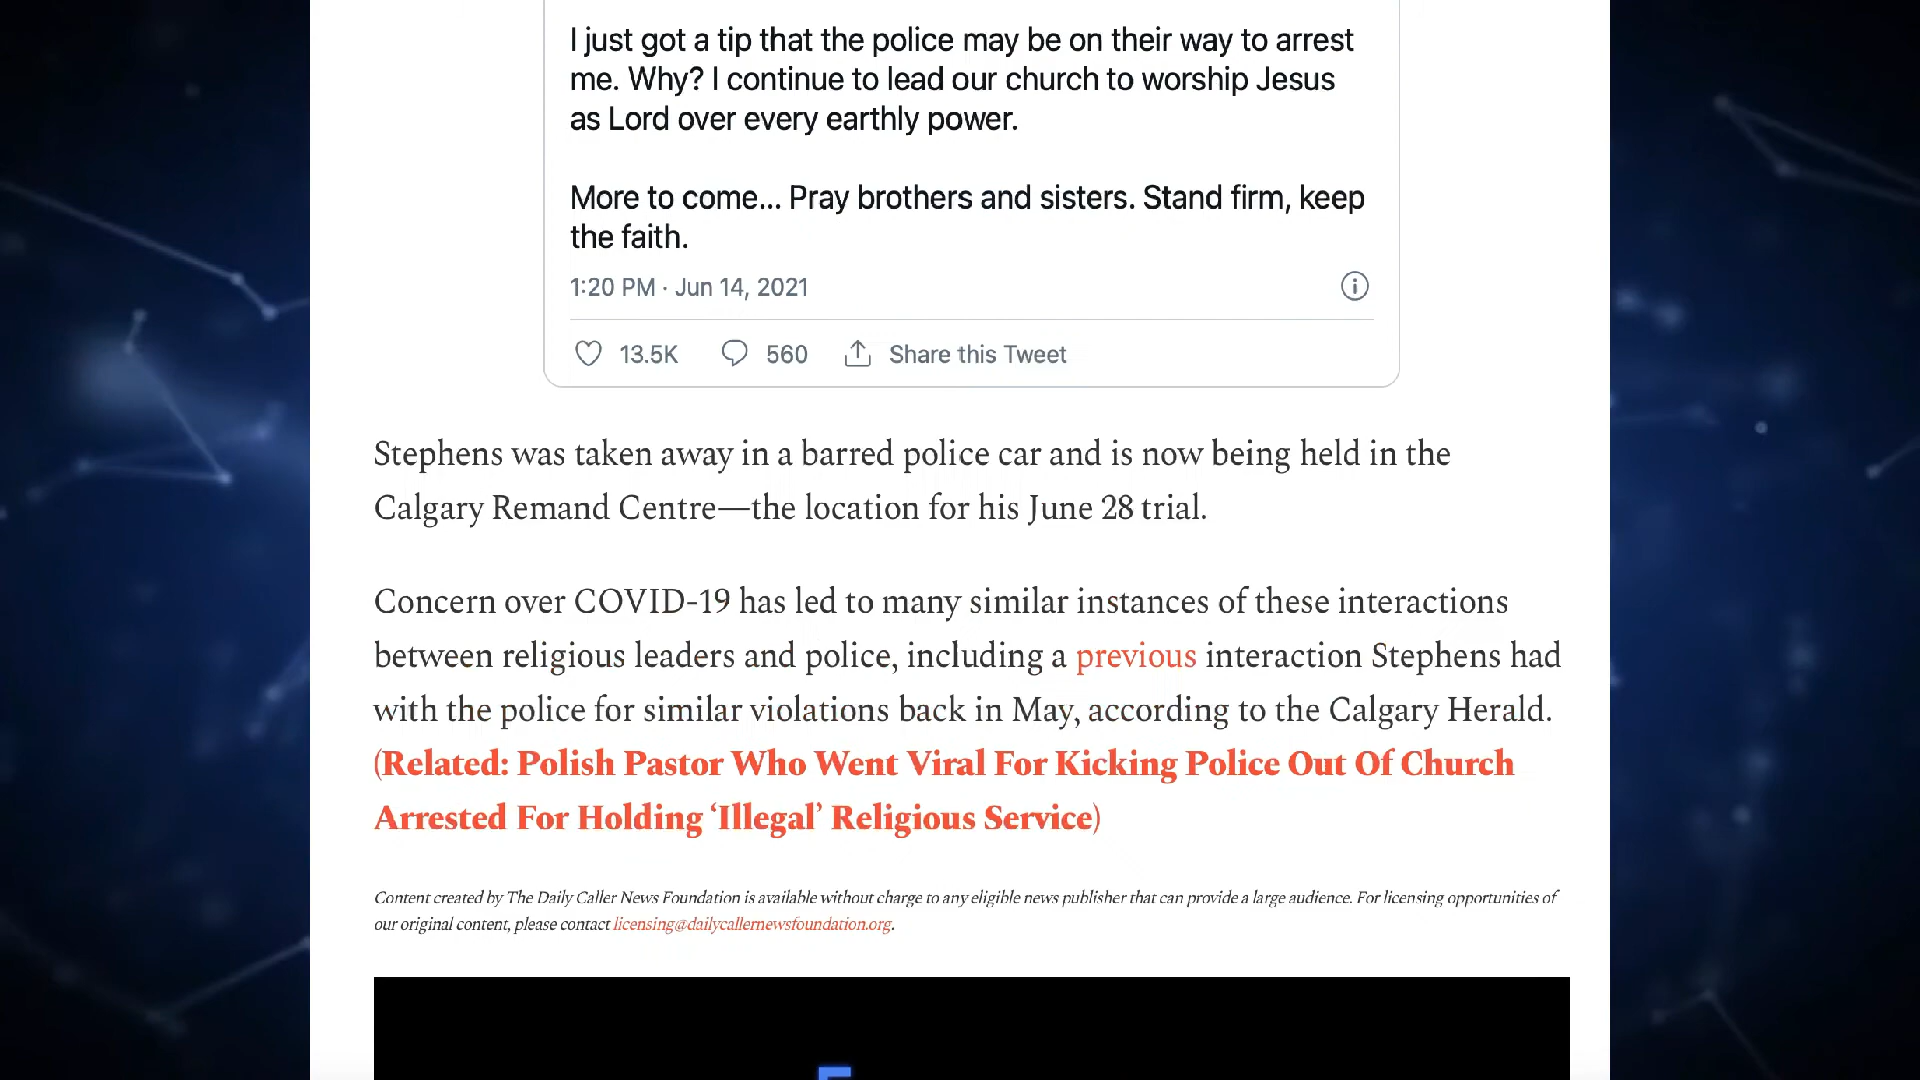 I just got a tip that the police may be on their way to arrest
me. Why? I continue to lead our church to worship Jesus
as Lord over every earthly power.
More to come... Pray brothers and sisters. Stand firm, keep
the faith.
1:20 PM · Jun 14, 2021
13.5K 560 Share this Tweet
Stephens was taken away in a barred police car and is now being held in the
Calgary Remand Centre—the location for his June 28 trial.
Concern over COVID-19 has led to many similar instances of these interactions
between religious leaders and police, including a previous interaction Stephens had
with the police for similar violations back in May, according to the Calgary Herald.
(Related: Polish Pastor Who Went Viral For Kicking Police Out Of Church
Arrested For Holding ‘Illegal’ Religious Service)
Content created by The Daily Caller News Foundation is available without charge to any eligible news publisher that can provide a large audience. For licensing opportunities of
our original content, please contact licensing@dailycallernewsfoundation.org.